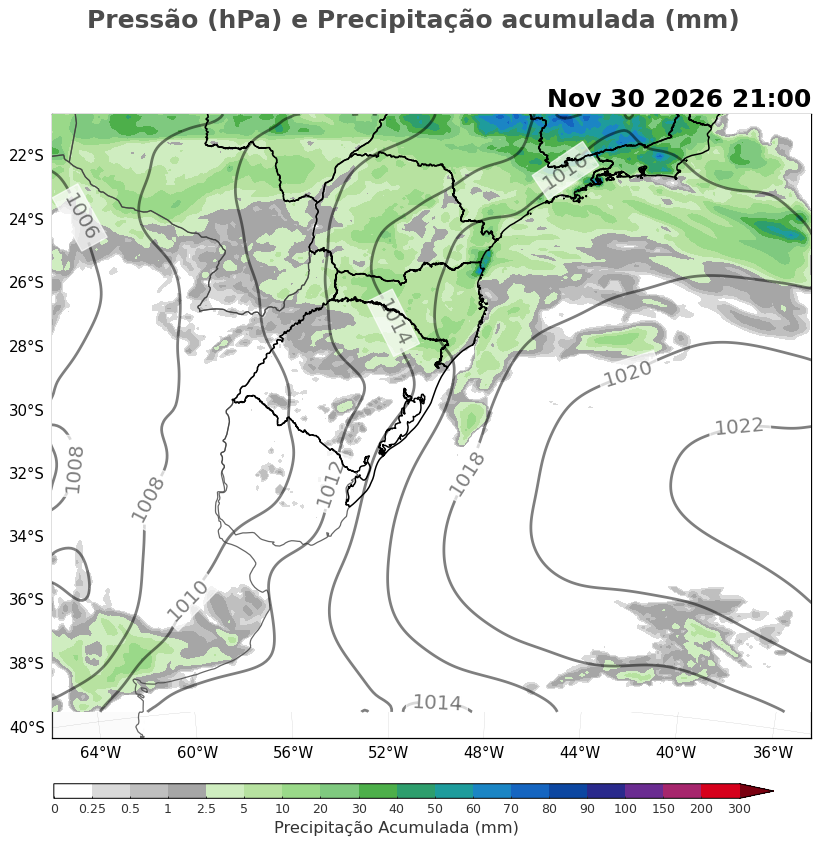 Pressão (hPa) e Precipitação acumulada (mm)
Nov 30 2026 21:00
22°S
24°S
26°S
28°S
30°S
32°S
34°S
36°S
38°S
40°S
1016
1006
1014
1020
1022
1008
1008
1012
1018
1010
1014
64°W 60°W 56°W 52°W 48°W 44°W 40°W 36°W
0 0.25 0.5 1 2.5 5 10 20 30 40 50 60 70 80 90 100 150 200 300
Precipitação Acumulada (mm)